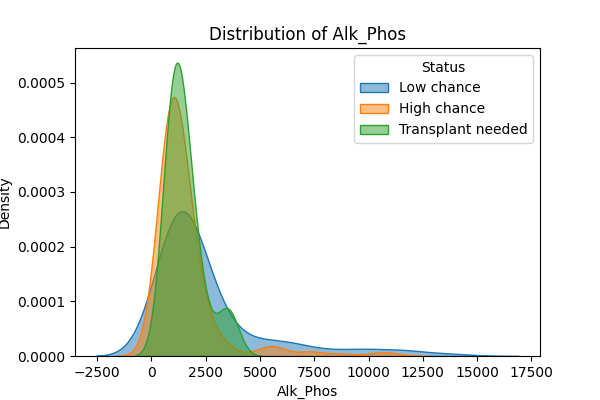 Distribution of Alk_Phos
Status
Low chance
High chance
Transplant needed
Density
0.0005
0.0004
0.0003
0.0002
0.0001
0.0000
−2500 0 2500 5000 7500 10000 12500 15000 17500
Alk_Phos